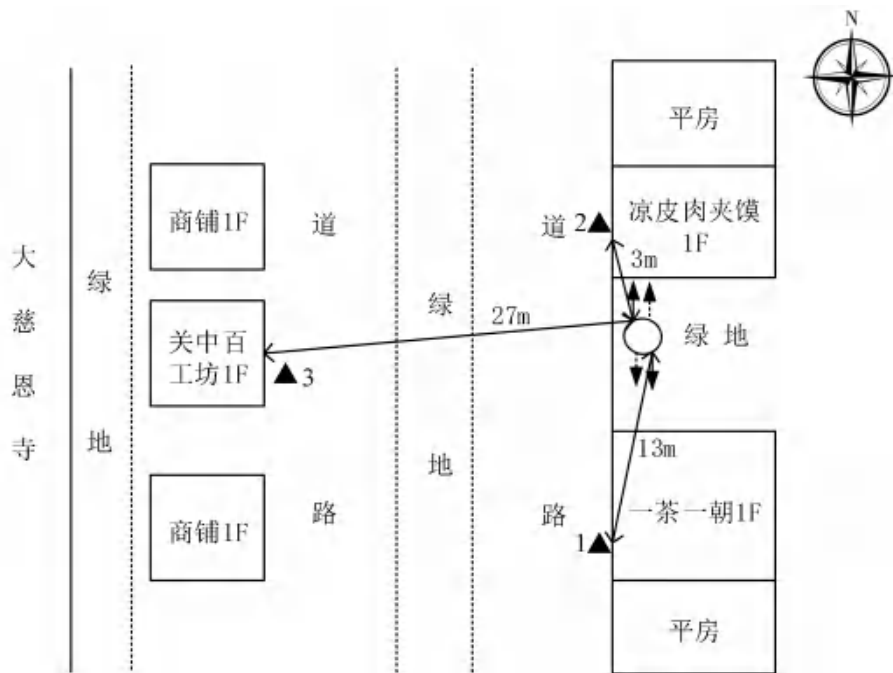 N
平房
商铺1F
道
道
2
凉皮肉夹馍
1F
3m
大慈恩寺
绿地
绿地
27m
绿 地
关中百
工坊1F
3
13m
商铺1F
路
路
1
一茶一朝1F
平房